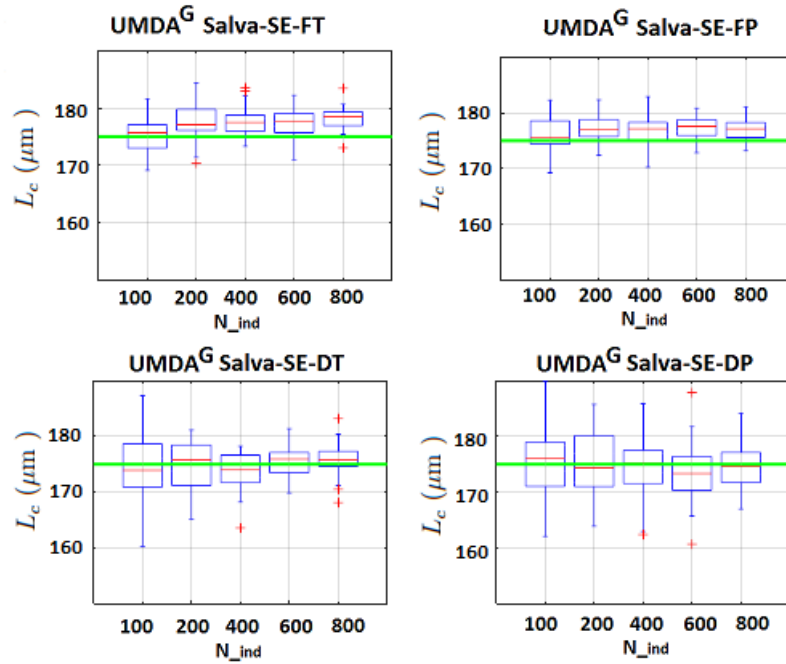 UMDA^G Salva-SE-FT
180
170
160
L_c (μm)
100 200 400 600 800
N_ind
UMDA^G Salva-SE-FP
180
170
160
L_c (μm)
100 200 400 600 800
N_ind
UMDA^G Salva-SE-DT
180
170
160
L_c (μm)
100 200 400 600 800
N_ind
UMDA^G Salva-SE-DP
180
170
160
L_c (μm)
100 200 400 600 800
N_ind